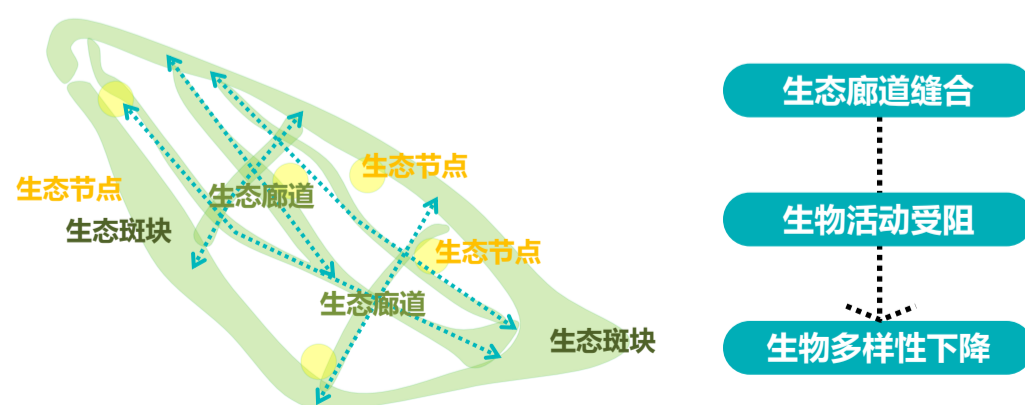 生态节点
生态节点
生态廊道
生态斑块
生态节点
生态廊道
生态斑块
生态廊道缝合
生物活动受阻
生物多样性下降